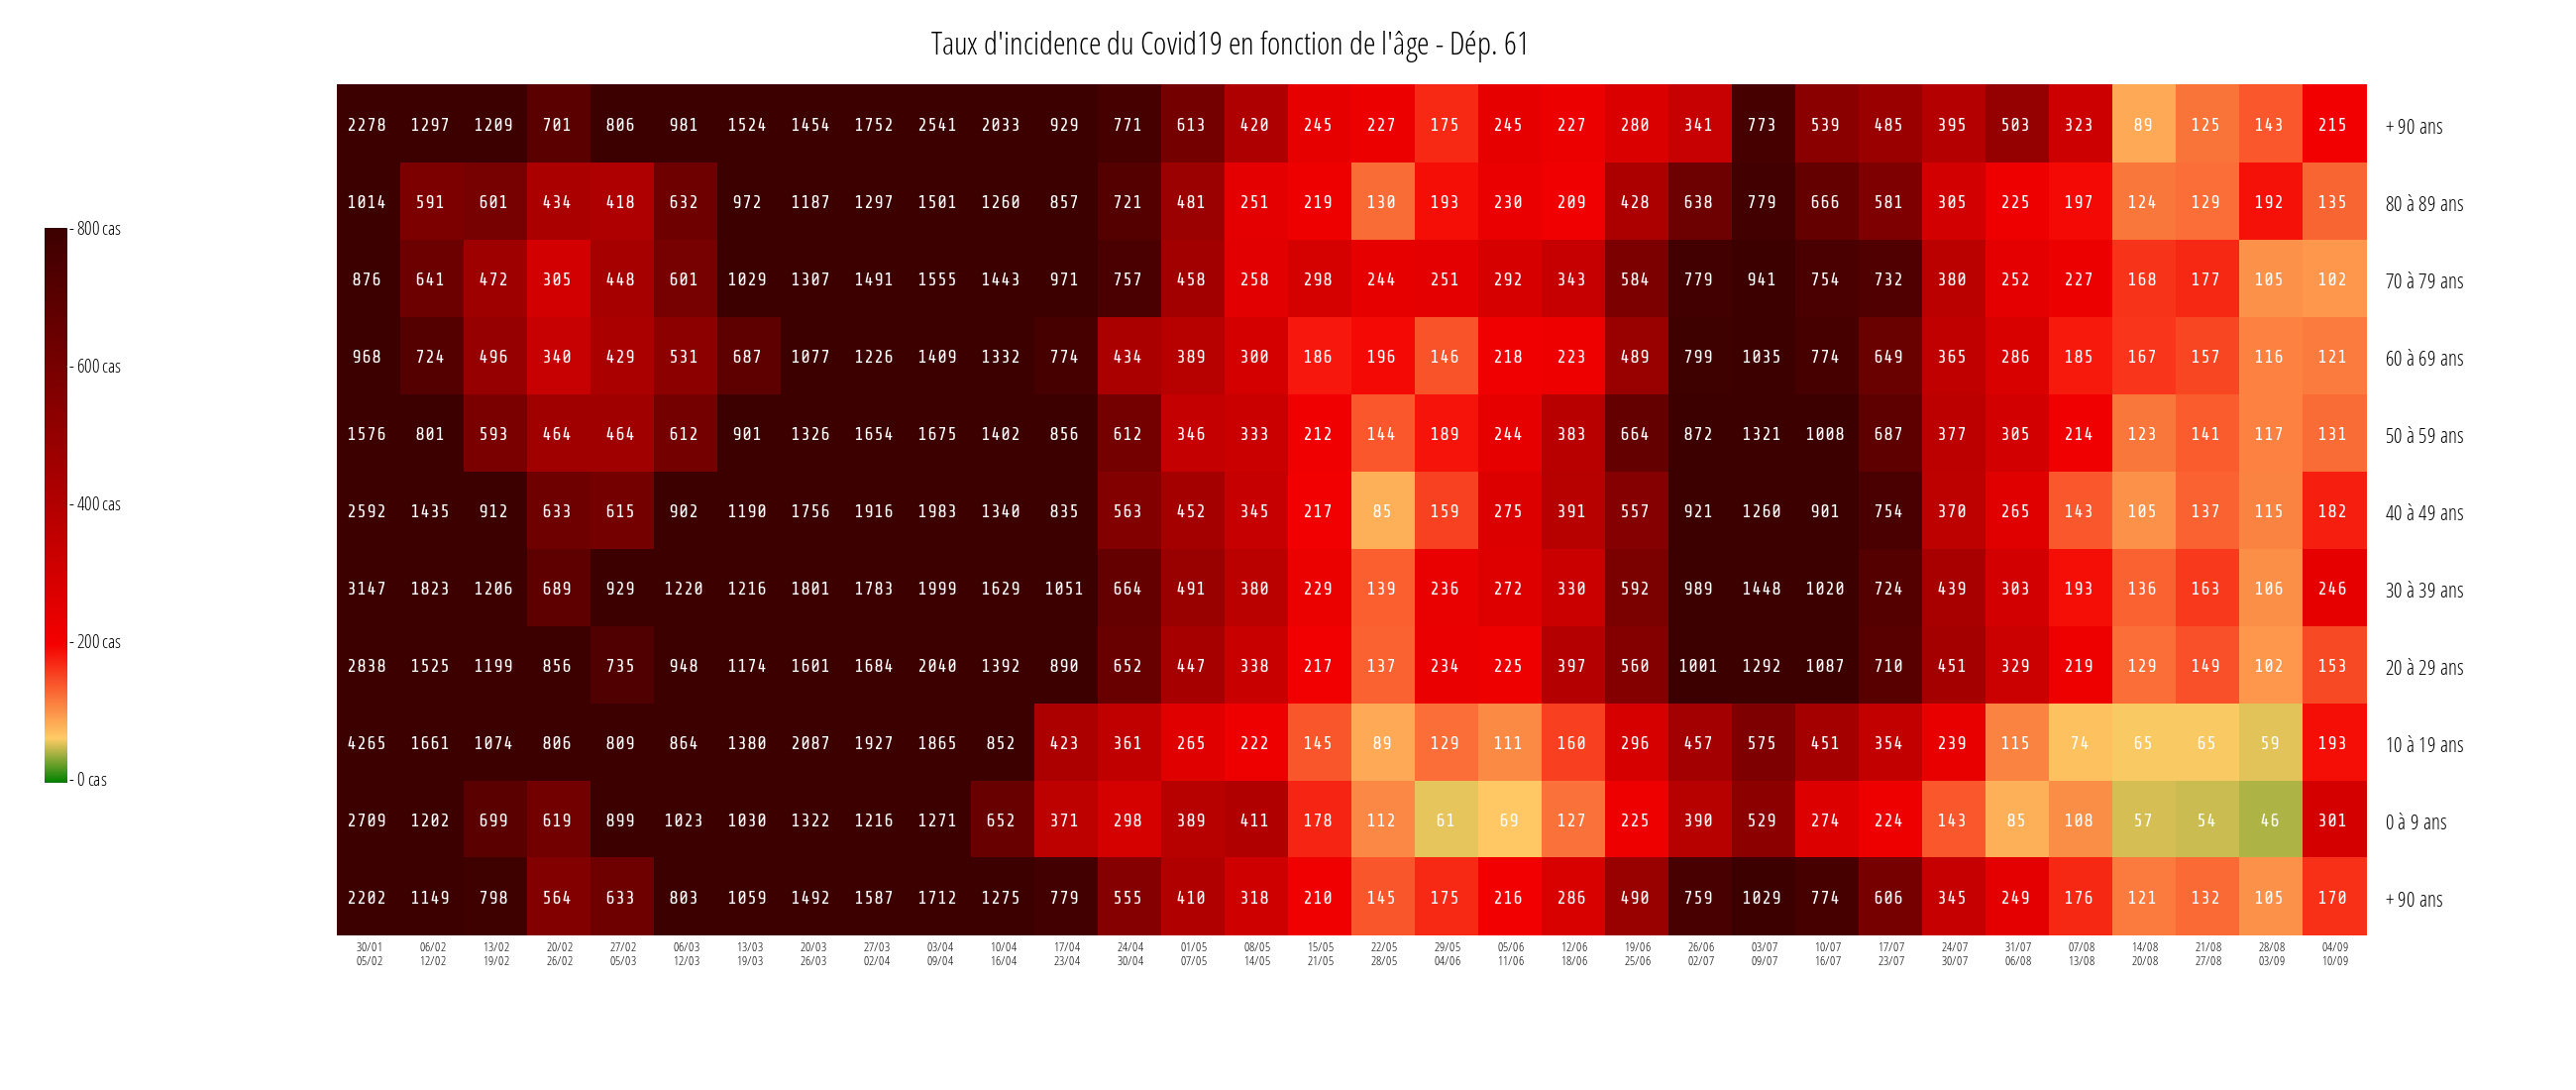 Taux d'incidence du Covid19 en fonction de l'âge - Dép. 61
- 800 cas
- 600 cas
- 400 cas
- 200 cas
- 0 cas
2278 1297 1209 701 806 981 1524 1454 1752 2541 2033 929 771 613 420 245 227 175 245 227 280 341 773 539 485 395 503 323 89 125 143 215 + 90 ans
1014 591 601 434 418 632 972 1187 1297 1501 1260 857 721 481 251 219 130 193 230 209 428 638 779 666 581 305 225 197 124 129 192 135 80 à 89 ans
876 641 472 305 448 601 1029 1307 1491 1555 1443 971 757 458 258 298 244 251 292 343 584 779 941 754 732 380 252 227 168 177 105 102 70 à 79 ans
968 724 496 340 429 531 687 1077 1226 1409 1332 774 434 389 300 186 196 146 218 223 489 799 1035 774 649 365 286 185 167 157 116 121 60 à 69 ans
1576 801 593 464 464 612 901 1326 1654 1675 1402 856 612 346 333 212 144 189 244 383 664 872 1321 1008 687 377 305 214 123 141 117 131 50 à 59 ans
2592 1435 912 633 615 902 1190 1756 1916 1983 1340 835 563 452 345 217 85 159 275 391 557 921 1260 901 754 370 265 143 105 137 115 182 40 à 49 ans
3147 1823 1206 689 929 1220 1216 1801 1783 1999 1629 1051 664 491 380 229 139 236 272 330 592 989 1448 1020 724 439 303 193 136 163 106 246 30 à 39 ans
2838 1525 1199 856 735 948 1174 1601 1684 2040 1392 890 652 447 338 217 137 234 225 397 560 1001 1292 1087 710 451 329 219 129 149 102 153 20 à 29 ans
4265 1661 1074 806 809 864 1380 2087 1927 1865 852 423 361 265 222 145 89 129 111 160 296 457 575 451 354 239 115 74 65 65 59 193 10 à 19 ans
2709 1202 699 619 899 1023 1030 1322 1216 1271 652 371 298 389 411 178 112 61 69 127 225 390 529 274 224 143 85 108 57 54 46 301 0 à 9 ans
2202 1149 798 564 633 803 1059 1492 1587 1712 1275 779 555 410 318 210 145 175 216 286 490 759 1029 774 606 345 249 176 121 132 105 170 + 90 ans
30/01 06/02 13/02 20/02 27/02 06/03 13/03 20/03 27/03 03/04 10/04 17/04 24/04 01/05 08/05 15/05 22/05 29/05 05/06 12/06 19/06 26/06 03/07 10/07 17/07 24/07 31/07 07/08 14/08 21/08 28/08 04/09
05/02 12/02 19/02 26/02 05/03 12/03 19/03 26/03 02/04 09/04 16/04 23/04 30/04 07/05 14/05 21/05 28/05 04/06 11/06 18/06 25/06 02/07 09/07 16/07 23/07 30/07 06/08 13/08 20/08 27/08 03/09 10/09